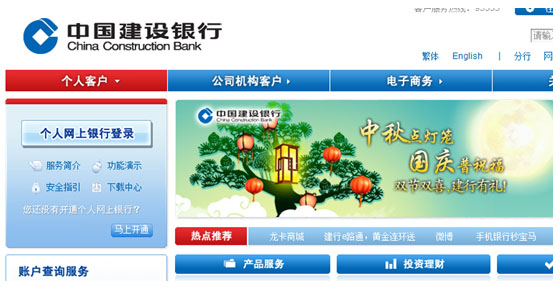 客户服务热线：95533
中国建设银行
China Construction Bank
请输
繁体 English | 分行 网
个人客户 公司机构客户 电子商务
个人网上银行登录
服务简介 功能演示
安全指引 下载中心
您还没有开通个人网上银行？
马上开通
账户查询服务
中国建设银行
China Construction Bank
中秋点灯笼
国庆普祝福
双节双喜，建行有礼！
热点推荐 龙卡商城 建行e路通，黄金连环送 微博 手机银行秒宝马
产品服务 投资理财